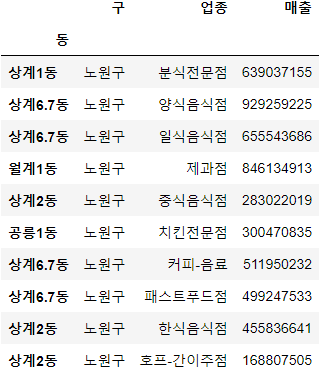 구 업종 매출
동
상계1동 노원구 분식전문점 639037155
상계6.7동 노원구 양식음식점 929259225
상계6.7동 노원구 일식음식점 655543686
월계1동 노원구 제과점 846134913
상계2동 노원구 중식음식점 283022019
공릉1동 노원구 치킨전문점 300470835
상계6.7동 노원구 커피-음료 511950232
상계6.7동 노원구 패스트푸드점 499247533
상계2동 노원구 한식음식점 455836641
상계2동 노원구 호프-간이주점 168807505